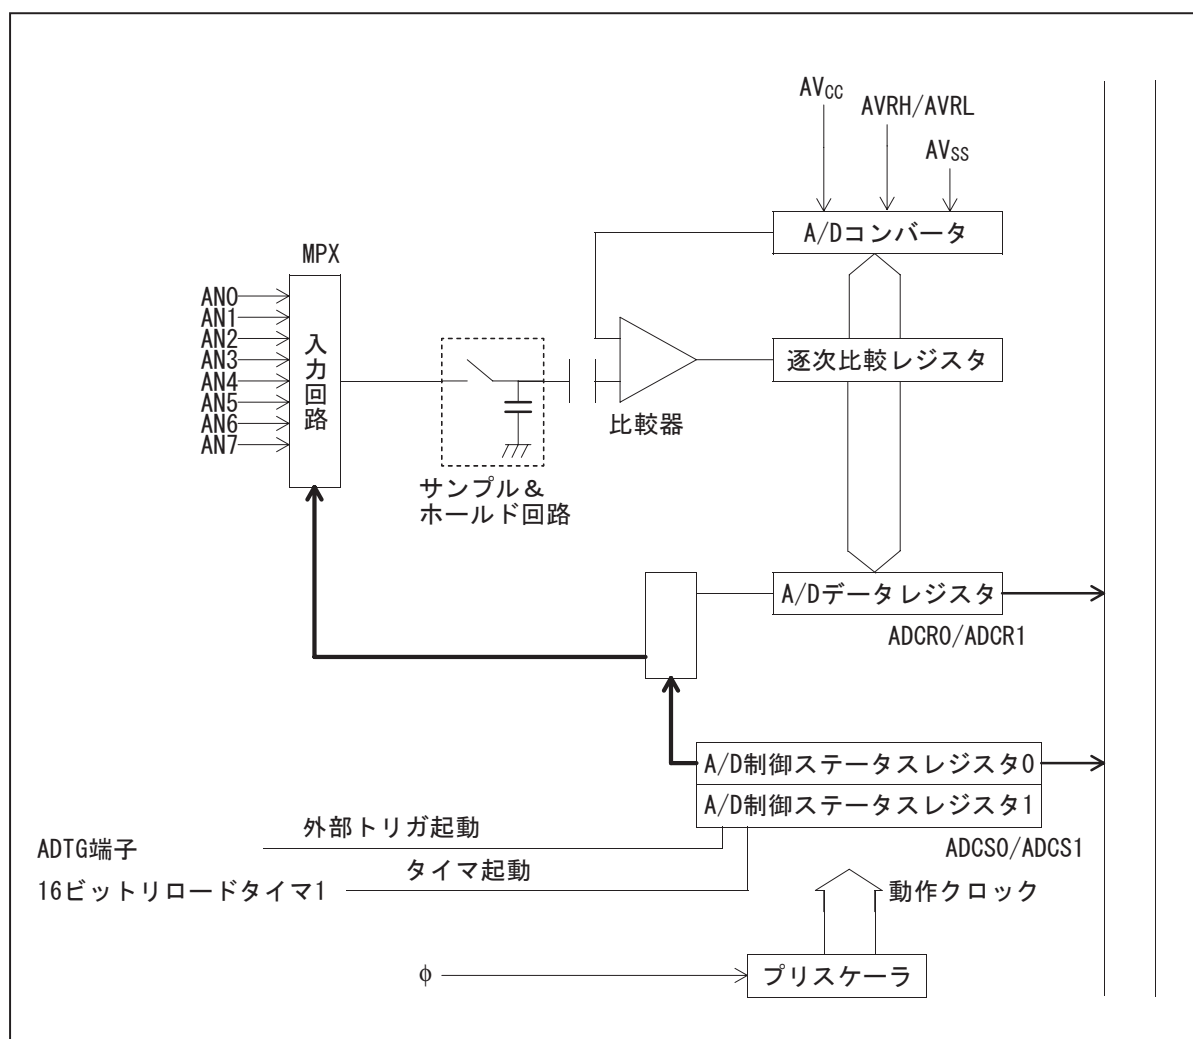 AVCC
AVRH/AVRL
AVSS
A/Dコンバータ
MPX
AN0
AN1
AN2
AN3
AN4
AN5
AN6
AN7
入力回路
逐次比較レジスタ
比較器
サンプル&
ホールド回路
A/Dデータレジスタ
ADCR0/ADCR1
A/D制御ステータスレジスタ0
A/D制御ステータスレジスタ1
外部トリガ起動
ADTG端子
ADCS0/ADCS1
タイマ起動
16ビットリロードタイマ1
動作クロック
φ
プリスケーラ